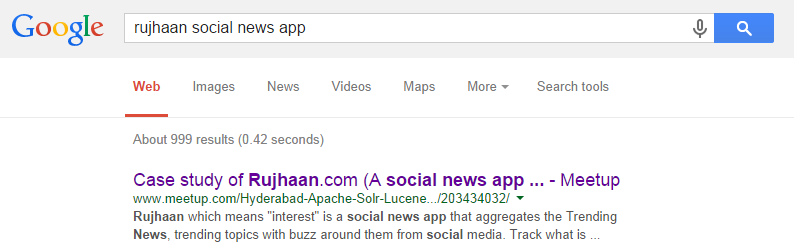 Google rujhaan social news app
Web Images News Videos Maps More Search tools
About 999 results (0.42 seconds)
Case study of Rujhaan.com (A social news app ... - Meetup
www.meetup.com/Hyderabad-Apache-Solr-Lucene.../203434032/
Rujhaan which means "interest" is a social news app that aggregates the Trending
News, trending topics with buzz around them from social media. Track what is ...